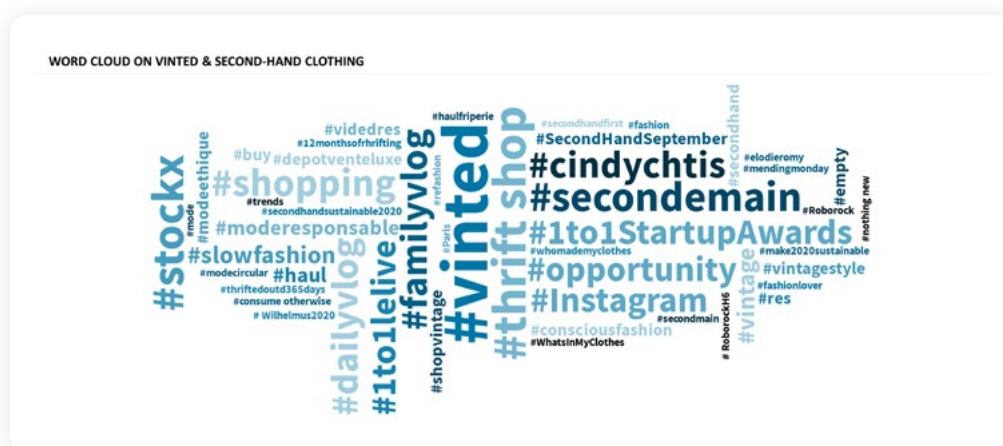 WORD CLOUD ON VINTED & SECOND-HAND CLOTHING
#stockx
#mode
#modeethique
#videdres
#12monthsofrhrifting
#buy
#depotventeluxe
#shopping
#trends
#secondhandsustainable2020
#moderesponsable
#slowfashion
#modecircular
#haul
#thriftedoutd365days
#consume otherwise
# Wilhelmus2020
#dailyvlog
#1to1elelive
#familyvlog
#shopvintage
#haulfriperie
#refashion
#Paris
#vinted
#thrift shop
#secondhandfirst
#fashion
#SecondHandSeptember
#cindychtis
#secondemain
#secondhand
#elodieromy
#mendingmonday
#empty
#Roborock
#nothing new
#1to1StartupAwards
#whomademyclothes
#make2020sustainable
#opportunity
#vintage
#vintagestyle
#fashionlover
#Instagram
#res
#secondmain
#consciousfashion
# RoborockH6
#WhatsInMyClothes